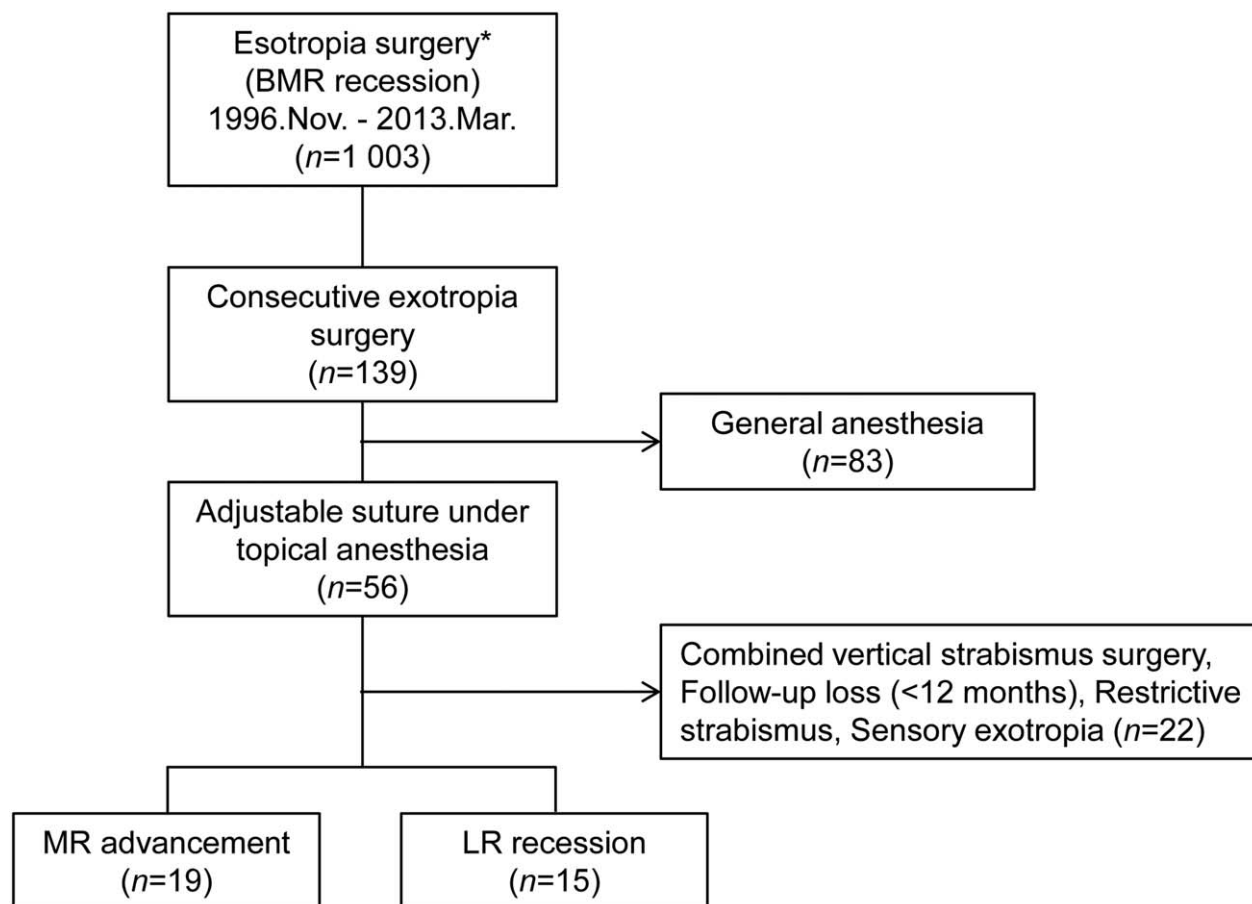 Esotropia surgery*
(BMR recession)
1996.Nov. - 2013.Mar.
(n=1 003)
Consecutive exotropia
surgery
(n=139)
General anesthesia
(n=83)
Adjustable suture under
topical anesthesia
(n=56)
Combined vertical strabismus surgery,
Follow-up loss (<12 months), Restrictive
strabismus, Sensory exotropia (n=22)
MR advancement
(n=19)
LR recession
(n=15)